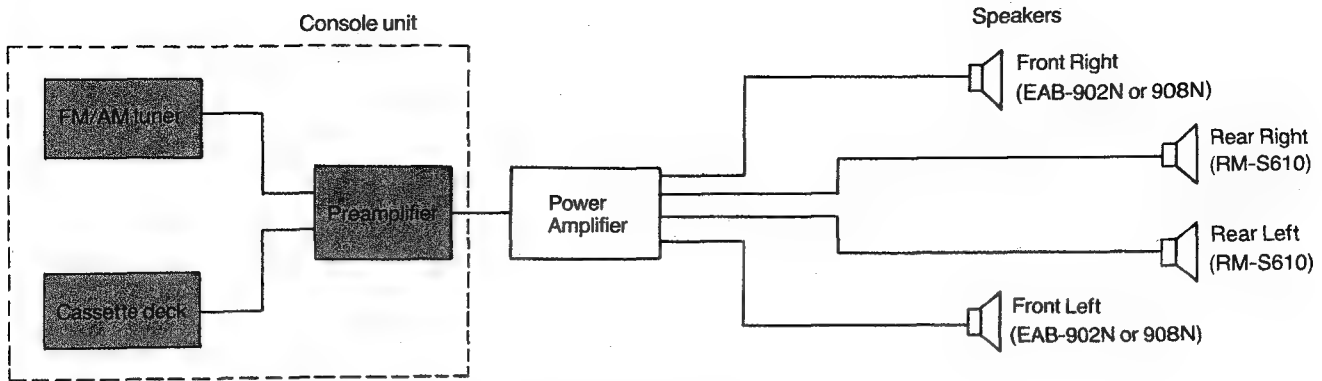 Console unit
Speakers
FM/AM tuner
Cassette deck
Preamplifier
Power
Amplifier
Front Right
(EAB-902N or 908N)
Rear Right
(RM-S610)
Rear Left
(RM-S610)
Front Left
(EAB-902N or 908N)